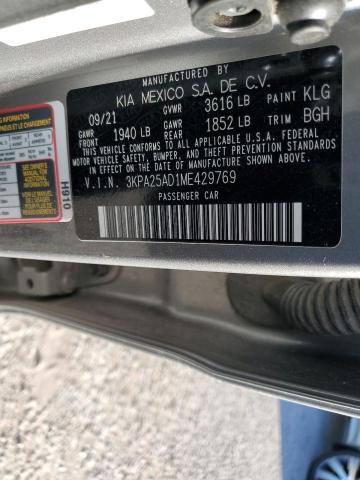 MANUFACTURED BY
KIA MEXICO S.A. DE C.V.
09/21 GVWR 3616 LB PAINT KLG
GAWR FRONT 1940 LB GAWR REAR 1852 LB TRIM BGH
THIS VEHICLE CONFORMS TO ALL APPLICABLE U.S.A. FEDERAL
MOTOR VEHICLE SAFETY, BUMPER, AND THEFT PREVENTION STANDARDS
IN EFFECT ON THE DATE OF MANUFACTURE SHOWN ABOVE.
V.I.N. 3KPA25AD1ME429769
PASSENGER CAR
H910